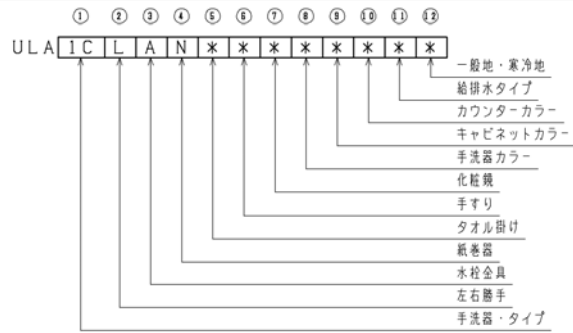 ① ② ③ ④ ⑤ ⑥ ⑦ ⑧ ⑨ ⑩ ⑪ ⑫
ULA 1C L A N * * * * * * * *
一般地・寒冷地
給排水タイプ
カウンターカラー
キャビネットカラー
手洗器カラー
化粧鏡
手すり
タオル掛け
紙巻器
水栓金具
左右勝手
手洗器・タイプ